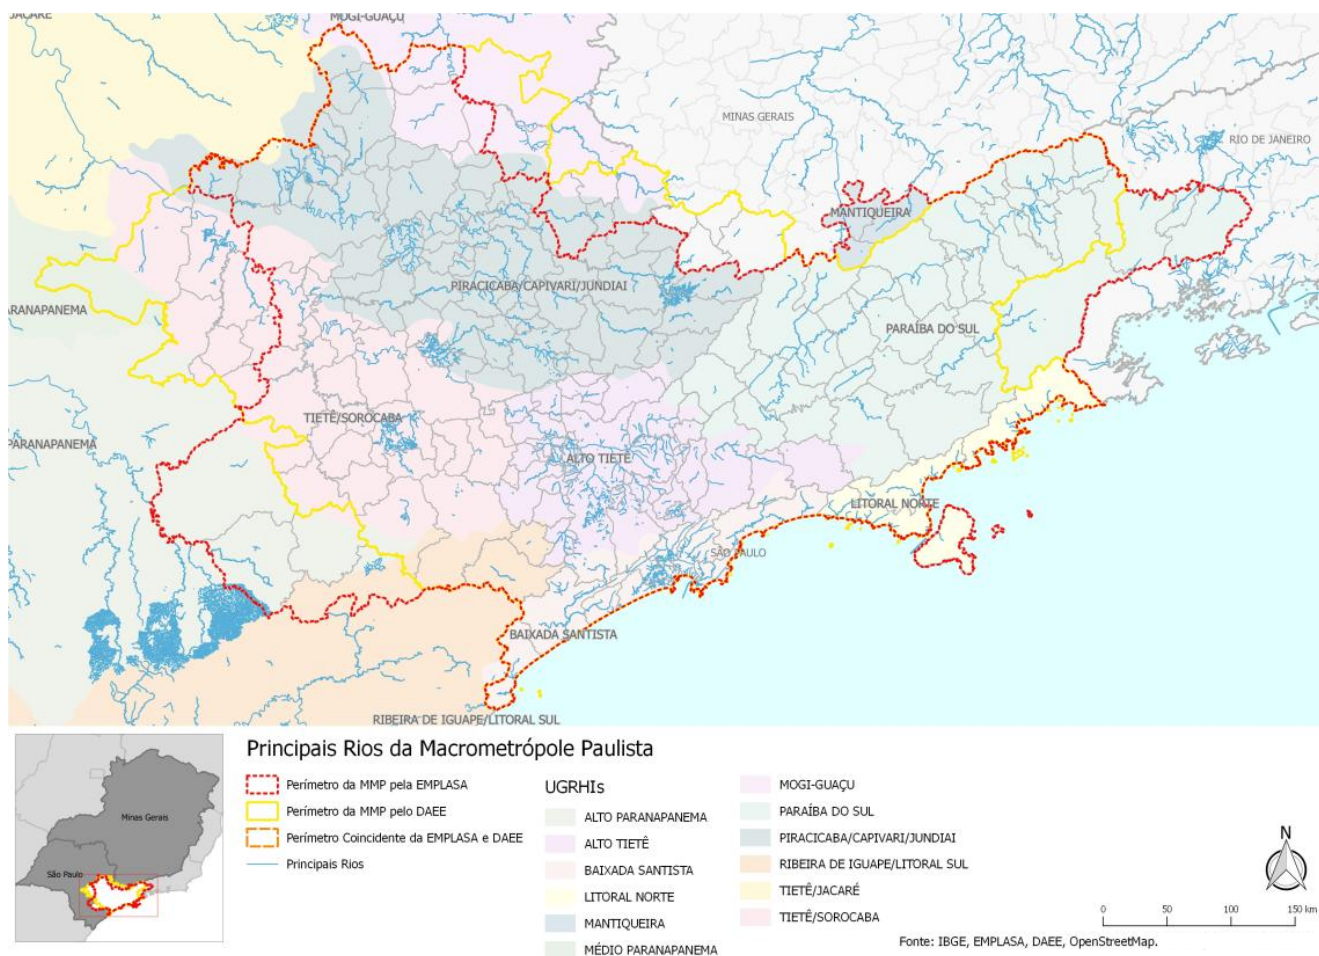 JACARÉ
MOGI-GUAÇU
MINAS GERAIS
RIO DE JANEIRO
MANTIQUEIRA
PIRACICABA/CAPIVARI/JUNDIAI
ARANAPANEMA
PARAÍBA DO SUL
TIETÊ/SOROCABA
PARANAPANEMA
ALTO TIETÊ
LITORAL NORTE
SÃO PAULO
BAIXADA SANTISTA
RIBEIRA DE IGUAPE/LITORAL SUL
Principais Rios da Macrometrópole Paulista
Perímetro da MMP pela EMPLASA
Perímetro da MMP pelo DAEE
Perímetro Coincidente da EMPLASA e DAEE
Principais Rios
UGRHIs
ALTO PARANAPANEMA
ALTO TIETÊ
BAIXADA SANTISTA
LITORAL NORTE
MANTIQUEIRA
MÉDIO PARANAPANEMA
MOGI-GUAÇU
PARAÍBA DO SUL
PIRACICABA/CAPIVARI/JUNDIAI
RIBEIRA DE IGUAPE/LITORAL SUL
TIETÊ/JACARÉ
TIETÊ/SOROCABA
Minas Gerais
São Paulo
N
0 50 100 150 km
Fonte: IBGE, EMPLASA, DAEE, OpenStreetMap.